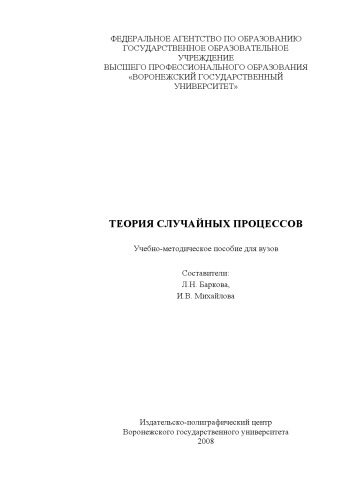 ФЕДЕРАЛЬНОЕ АГЕНТСТВО ПО ОБРАЗОВАНИЮ
ГОСУДАРСТВЕННОЕ ОБРАЗОВАТЕЛЬНОЕ
УЧРЕЖДЕНИЕ
ВЫСШЕГО ПРОФЕССИОНАЛЬНОГО ОБРАЗОВАНИЯ
«ВОРОНЕЖСКИЙ ГОСУДАРСТВЕННЫЙ
УНИВЕРСИТЕТ»
ТЕОРИЯ СЛУЧАЙНЫХ ПРОЦЕССОВ
Учебно-методическое пособие для вузов
Составители:
Л.Н. Баркова,
И.В. Михайлова
Издательско-полиграфический центр
Воронежского государственного университета
2008